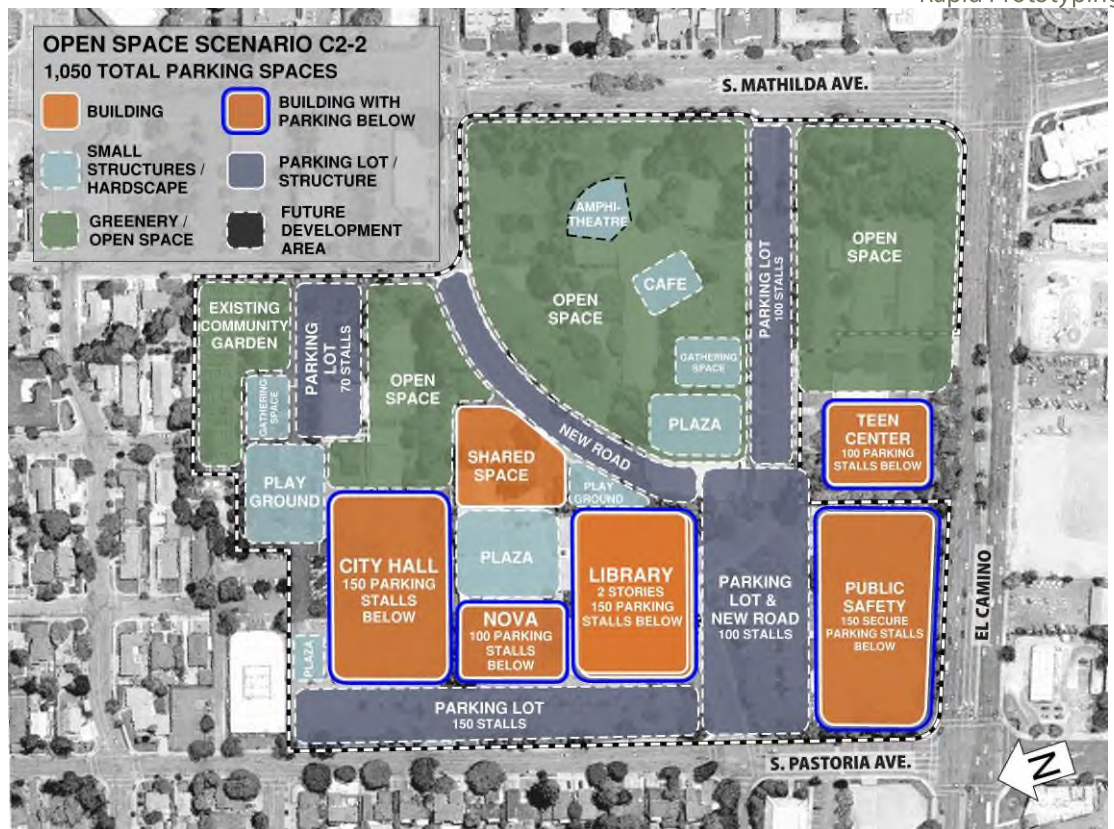 Rapid Prototyping
OPEN SPACE SCENARIO C2-2
1,050 TOTAL PARKING SPACES
BUILDING
BUILDING WITH
PARKING BELOW
SMALL
STRUCTURES /
HARDSCAPE
PARKING LOT /
STRUCTURE
GREENERY /
OPEN SPACE
FUTURE
DEVELOPMENT
AREA
S. MATHILDA AVE.
AMPHI-
THEATRE
CAFE
OPEN
SPACE
GATHERING
SPACE
PLAZA
PARKING LOT
100 STALLS
OPEN
SPACE
EXISTING
COMMUNITY
GARDEN
GATHERING
SPACE
PARKING
LOT
70 STALLS
OPEN
SPACE
NEW ROAD
SHARED
SPACE
PLAY
GROUND
PLAY
GROUND
TEEN
CENTER
100 PARKING
STALLS BELOW
CITY HALL
150 PARKING
STALLS
BELOW
PLAZA
NOVA
100 PARKING
STALLS
BELOW
LIBRARY
2 STORIES
150 PARKING
STALLS BELOW
PARKING
LOT &
NEW ROAD
100 STALLS
PUBLIC
SAFETY
150 SECURE
PARKING STALLS
BELOW
EL CAMINO
PLAZA
PARKING LOT
150 STALLS
S. PASTORIA AVE.
N